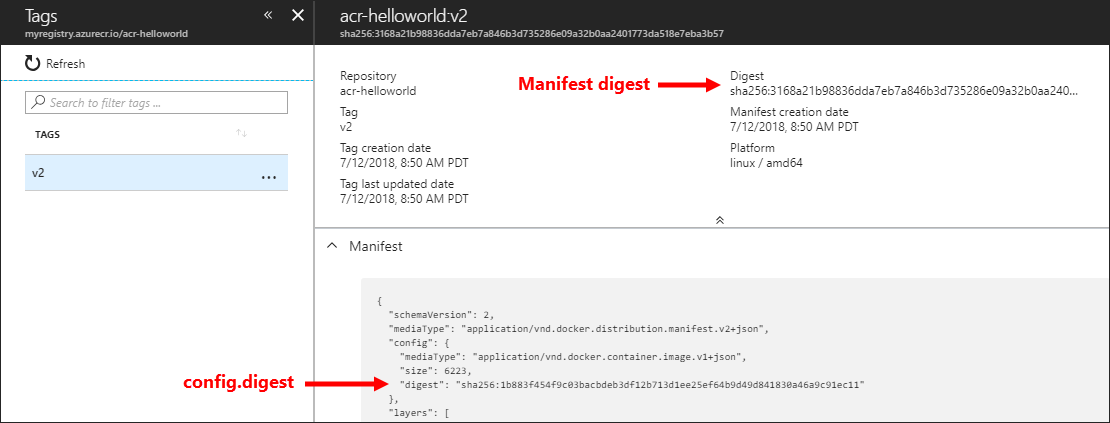 Tags
myregistry.azurecr.io/acr-helloworld
Refresh
Search to filter tags ...
TAGS
v2
...
acr-helloworld:v2
sha256:3168a21b98836dda7eb7a846b3d735286e09a32b0aa2401773da518e7eba3b57
Repository
acr-helloworld
Tag
v2
Tag creation date
7/12/2018, 8:50 AM PDT
Tag last updated date
7/12/2018, 8:50 AM PDT
Manifest digest
Digest
sha256:3168a21b98836dda7eb7a846b3d735286e09a32b0aa240...
Manifest creation date
7/12/2018, 8:50 AM PDT
Platform
linux / amd64
Manifest
{
"schemaVersion": 2,
"mediaType": "application/vnd.docker.distribution.manifest.v2+json",
"config": {
"mediaType": "application/vnd.docker.container.image.v1+json",
"size": 6223,
config.digest
"digest": "sha256:1b883f454f9c03bacbdeb3df12b713d1ee25ef64b9d49d841830a46a9c91ec11"
},
"layers": [